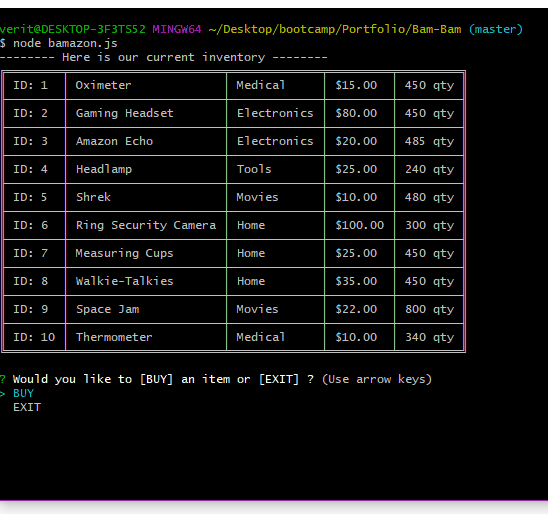 verit@DESKTOP-3F3TS52 MINGW64 ~/Desktop/bootcamp/Portfolio/Bam-Bam (master)
$ node bamazon.js
-------- Here is our current inventory --------
ID: 1 Oximeter Medical $15.00 450 qty
ID: 2 Gaming Headset Electronics $80.00 450 qty
ID: 3 Amazon Echo Electronics $20.00 485 qty
ID: 4 Headlamp Tools $25.00 240 qty
ID: 5 Shrek Movies $10.00 480 qty
ID: 6 Ring Security Camera Home $100.00 300 qty
ID: 7 Measuring Cups Home $25.00 450 qty
ID: 8 Walkie-Talkies Home $35.00 450 qty
ID: 9 Space Jam Movies $22.00 800 qty
ID: 10 Thermometer Medical $10.00 340 qty
? Would you like to [BUY] an item or [EXIT] ? (Use arrow keys)
> BUY
EXIT